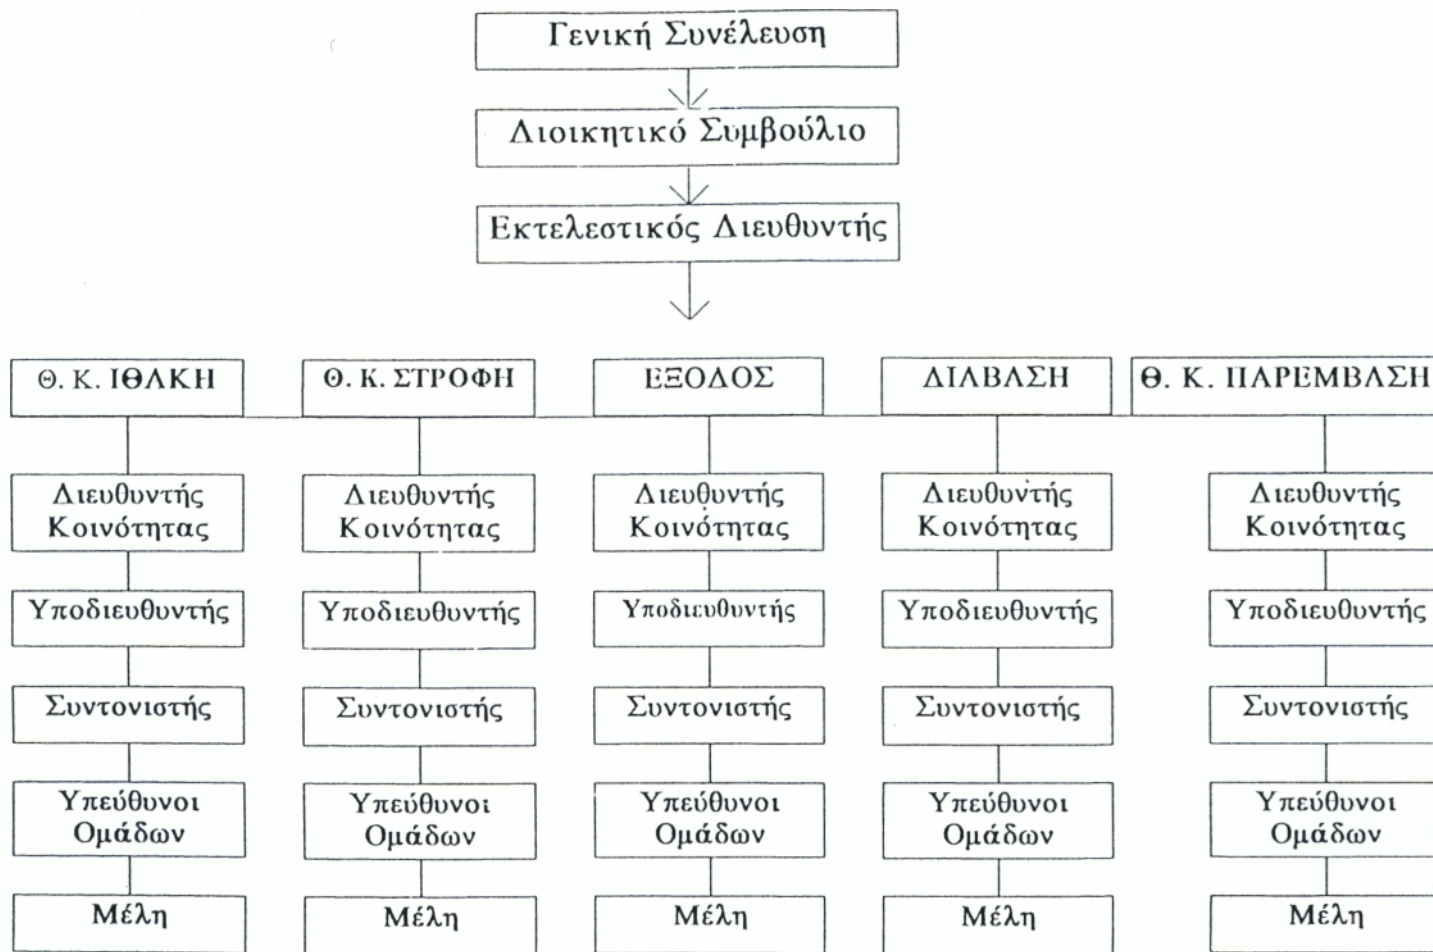 Γενική Συνέλευση
Διοικητικό Συμβούλιο
Εκτελεστικός Διευθυντής
Θ. Κ. ΙΘΑΚΗ
Θ. Κ. ΣΤΡΟΦΗ
ΕΞΟΔΟΣ
ΔΙΑΒΑΣΗ
Θ. Κ. ΠΑΡΕΜΒΑΣΗ
Διευθυντής
Κοινότητας
Διευθυντής
Κοινότητας
Διευθυντής
Κοινότητας
Διευθυντής
Κοινότητας
Διευθυντής
Κοινότητας
Υποδιευθυντής
Υποδιευθυντής
Υποδιευθυντής
Υποδιευθυντής
Υποδιευθυντής
Συντονιστής
Συντονιστής
Συντονιστής
Συντονιστής
Συντονιστής
Υπεύθυνοι
Ομάδων
Υπεύθυνοι
Ομάδων
Υπεύθυνοι
Ομάδων
Υπεύθυνοι
Ομάδων
Υπεύθυνοι
Ομάδων
Μέλη
Μέλη
Μέλη
Μέλη
Μέλη